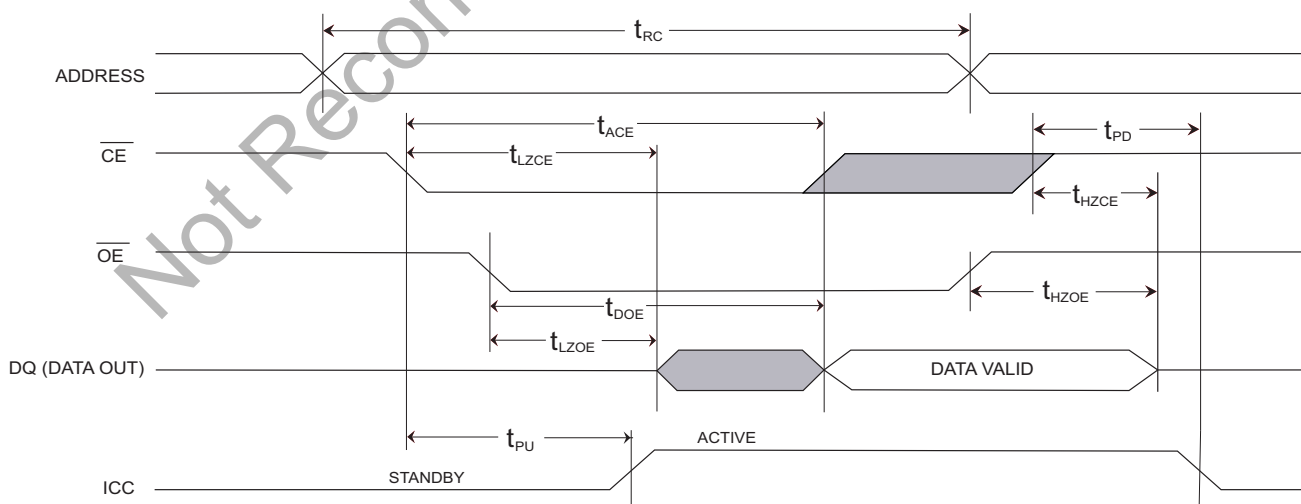 Not Recom
tRC
ADDRESS
tACE
tPD
CE
tLZCE
tHZCE
OE
tHZOE
tDOE
tLZOE
DQ (DATA OUT)
DATA VALID
tPU
ACTIVE
STANDBY
ICC